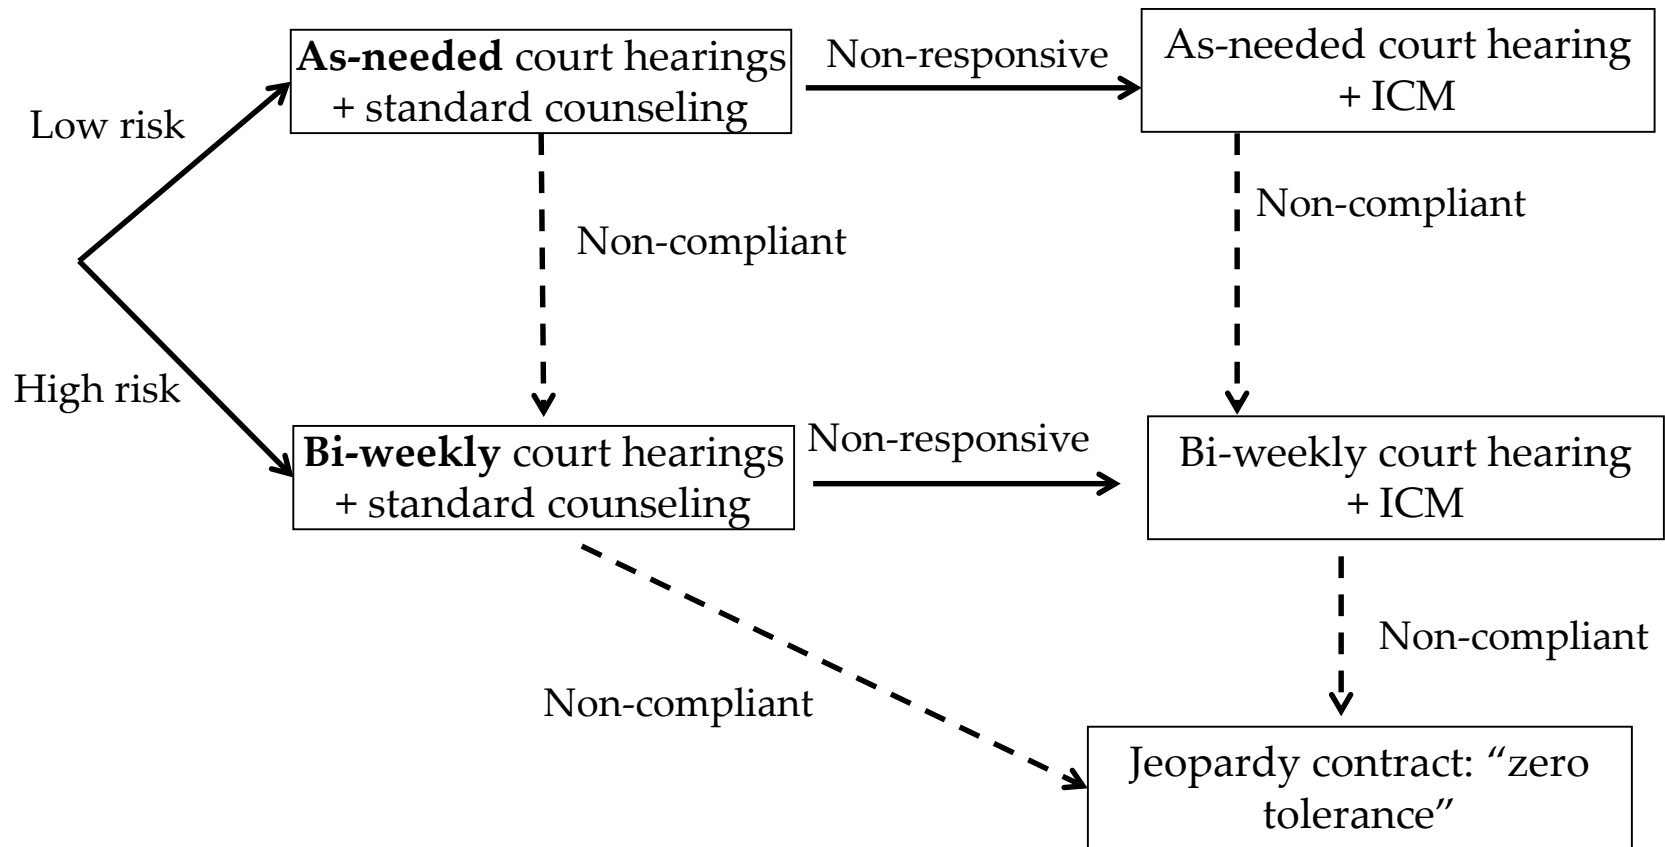 As-needed court hearings
+ standard counseling
Non-responsive
As-needed court hearing
+ ICM
Low risk
Non-compliant
Non-compliant
High risk
Bi-weekly court hearings
+ standard counseling
Non-responsive
Bi-weekly court hearing
+ ICM
Non-compliant
Non-compliant
Jeopardy contract: “zero
tolerance”